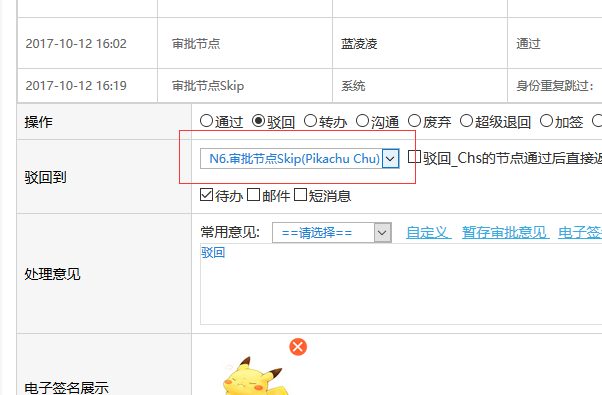 2017-10-12 16:02 审批节点 蓝凌凌 通过
2017-10-12 16:19 审批节点Skip 系统 身份重复跳过:
操作 通过 驳回 转办 沟通 废弃 超级退回 加签
驳回到 N6.审批节点Skip(Pikachu Chu) 驳回_Chs的节点通过后直接返
待办 邮件 短消息
常用意见: ==请选择== 自定义 暂存审批意见 电子签
处理意见 驳回
电子签名展示